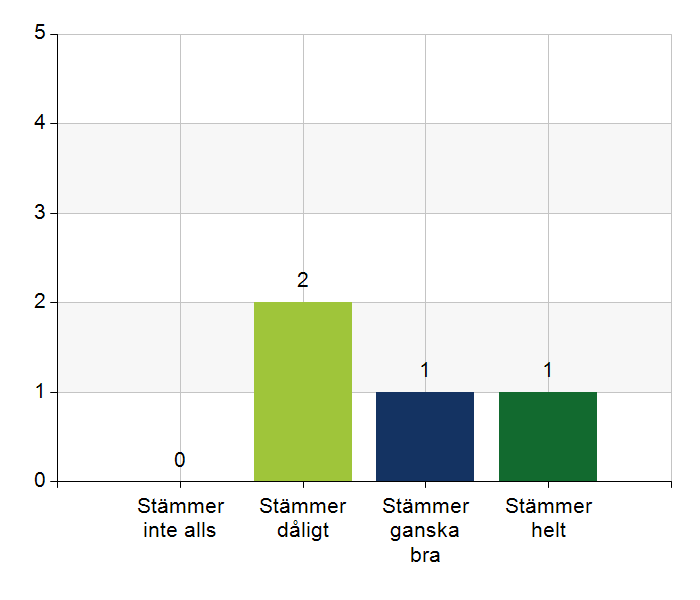 5
4
3
2
1
0
0
2
1
1
Stämmer
inte alls
Stämmer
dåligt
Stämmer
ganska
bra
Stämmer
helt